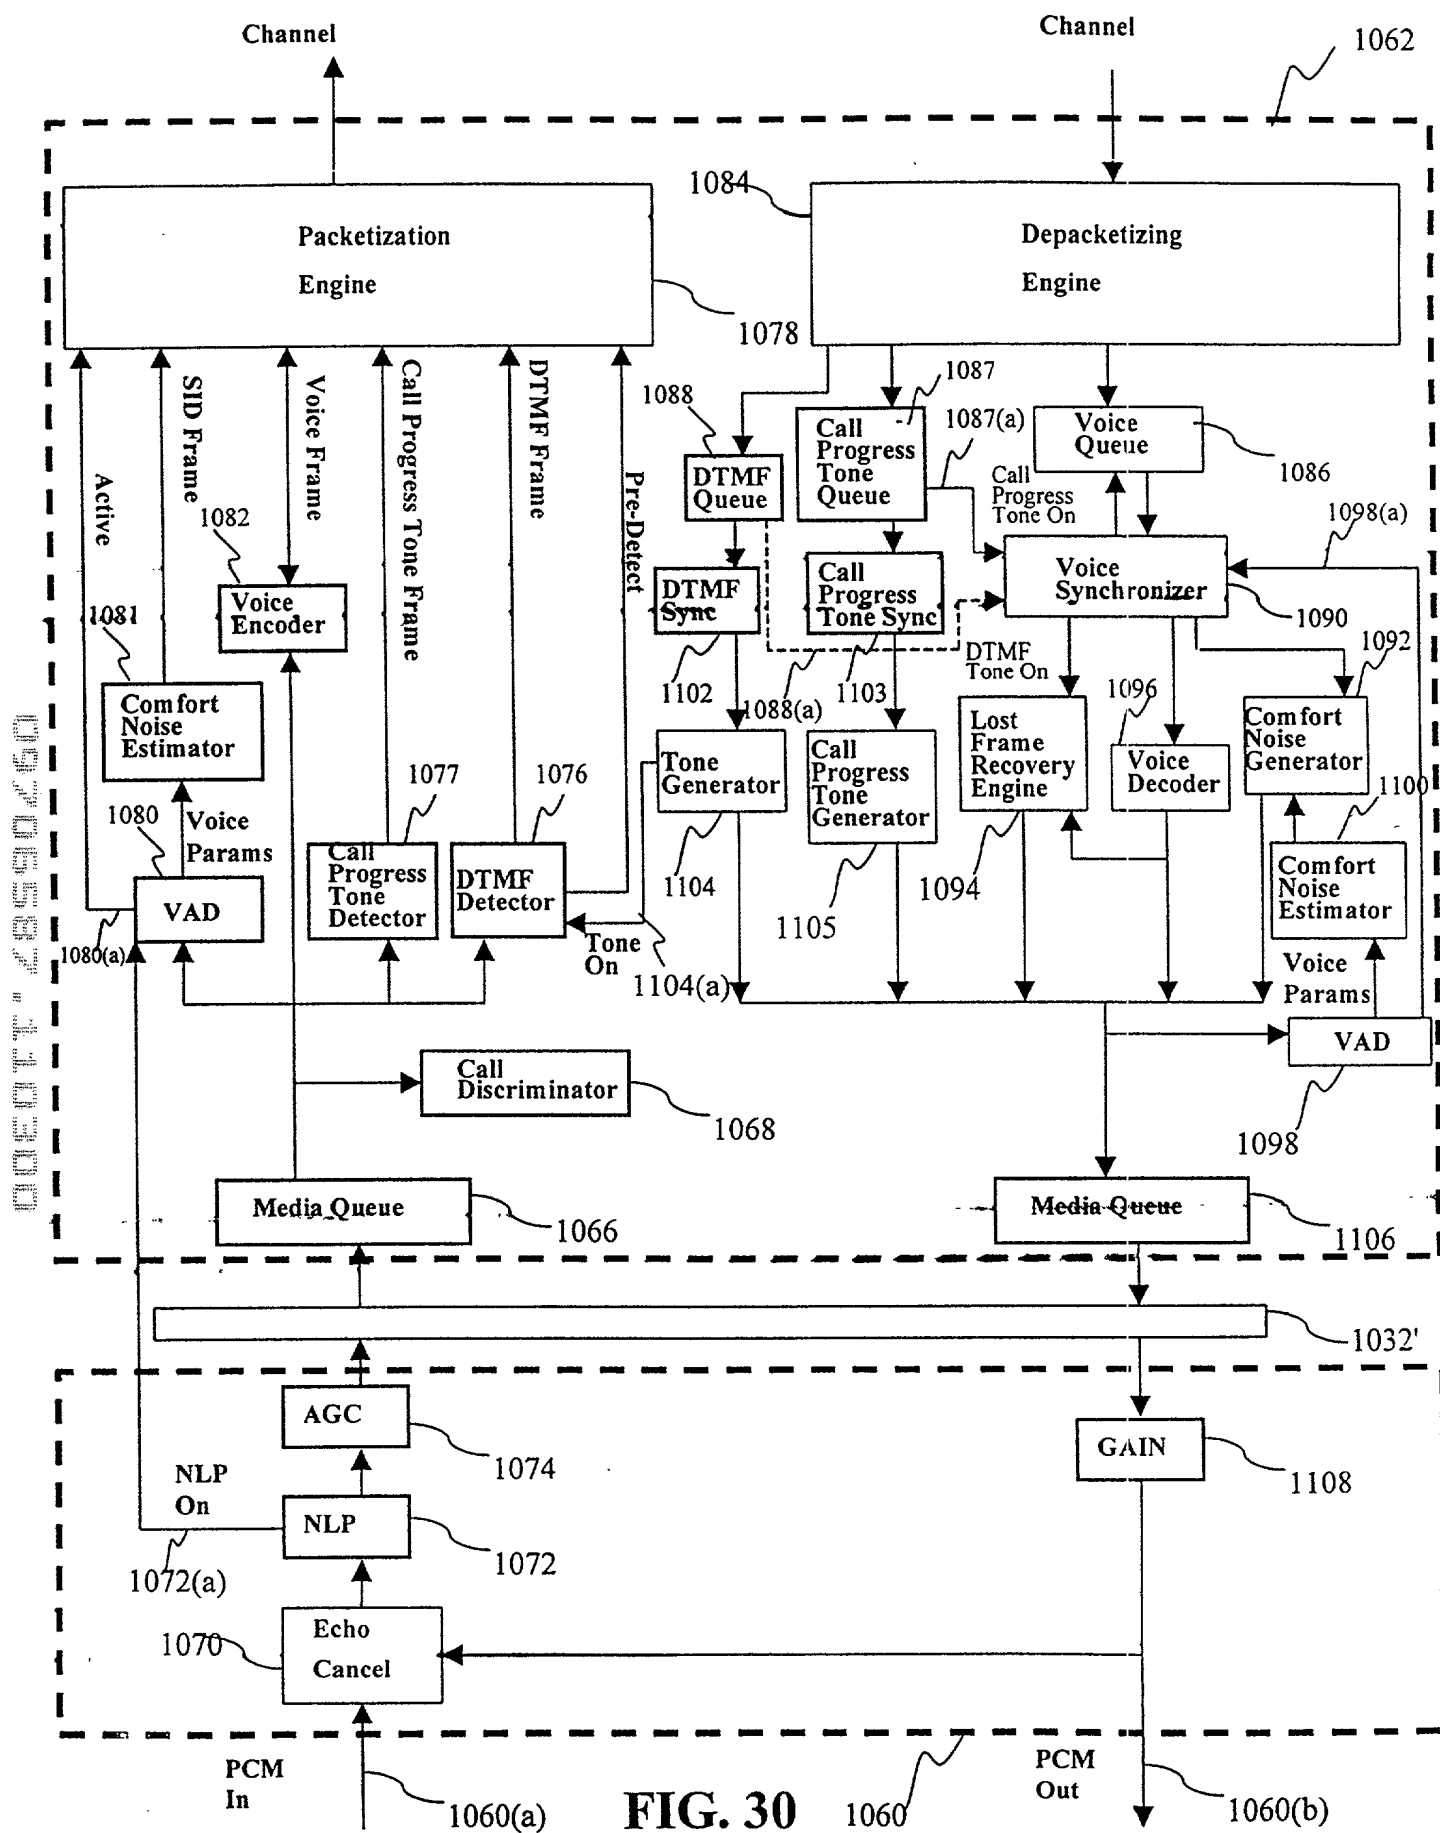 Channel
Channel
1062
1084
Packetization
Engine
Depacketizing
Engine
1078
Active
SID Frame
Voice Frame
Call Progress Tone Frame
DTMF Frame
Pre-Detect
1088
1087
1087(a)
Call
Progress
Tone
Queue
Voice
Queue
1086
DTMF
Queue
Call
Progress
Tone On
1098(a)
1082
Voice
Encoder
DTMF
Sync
Call
Progress
Tone Sync
Voice
Synchronizer
1090
1081
Comfort
Noise
Estimator
1102
1088(a)
1103
DTMF
Tone On
1096
1092
Tone
Generator
Call
Progress
Tone
Generator
Lost
Frame
Recovery
Engine
Voice
Decoder
Comfort
Noise
Generator
1080
Voice
Params
1077
1076
1100
Call
Progress
Tone
Detector
DTMF
Detector
1104
1105
1094
Comfort
Noise
Estimator
VAD
1080(a)
Tone
On
1104(a)
Voice
Params
VAD
1098
Call
Discriminator
1068
Media Queue
1066
Media Queue
1106
1032'
AGC
1074
GAIN
1108
NLP
On
NLP
1072
1072(a)
1070
Echo
Cancel
PCM
In
1060(a)
FIG. 30
1060
PCM
Out
1060(b)